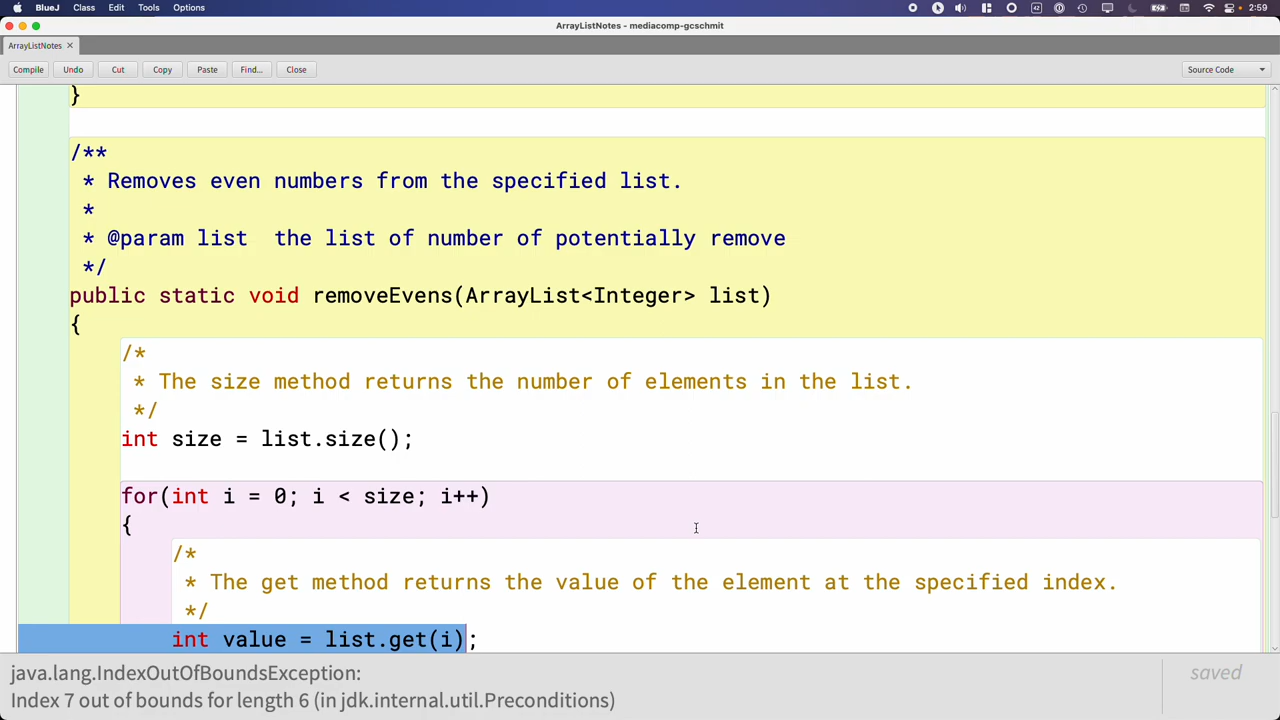 BlueJ Class Edit Tools Options 2:59
ArrayListNotes - mediacomp-gcschmit
ArrayListNotes ×
Compile Undo Cut Copy Paste Find... Close Source Code
}
/**
* Removes even numbers from the specified list.
*
* @param list  the list of number of potentially remove
*/
public static void removeEvens(ArrayList<Integer> list)
{
/*
* The size method returns the number of elements in the list.
*/
int size = list.size();
for(int i = 0; i < size; i++)
{
/*
* The get method returns the value of the element at the specified index.
*/
int value = list.get(i);
java.lang.IndexOutOfBoundsException:
saved
Index 7 out of bounds for length 6 (in jdk.internal.util.Preconditions)